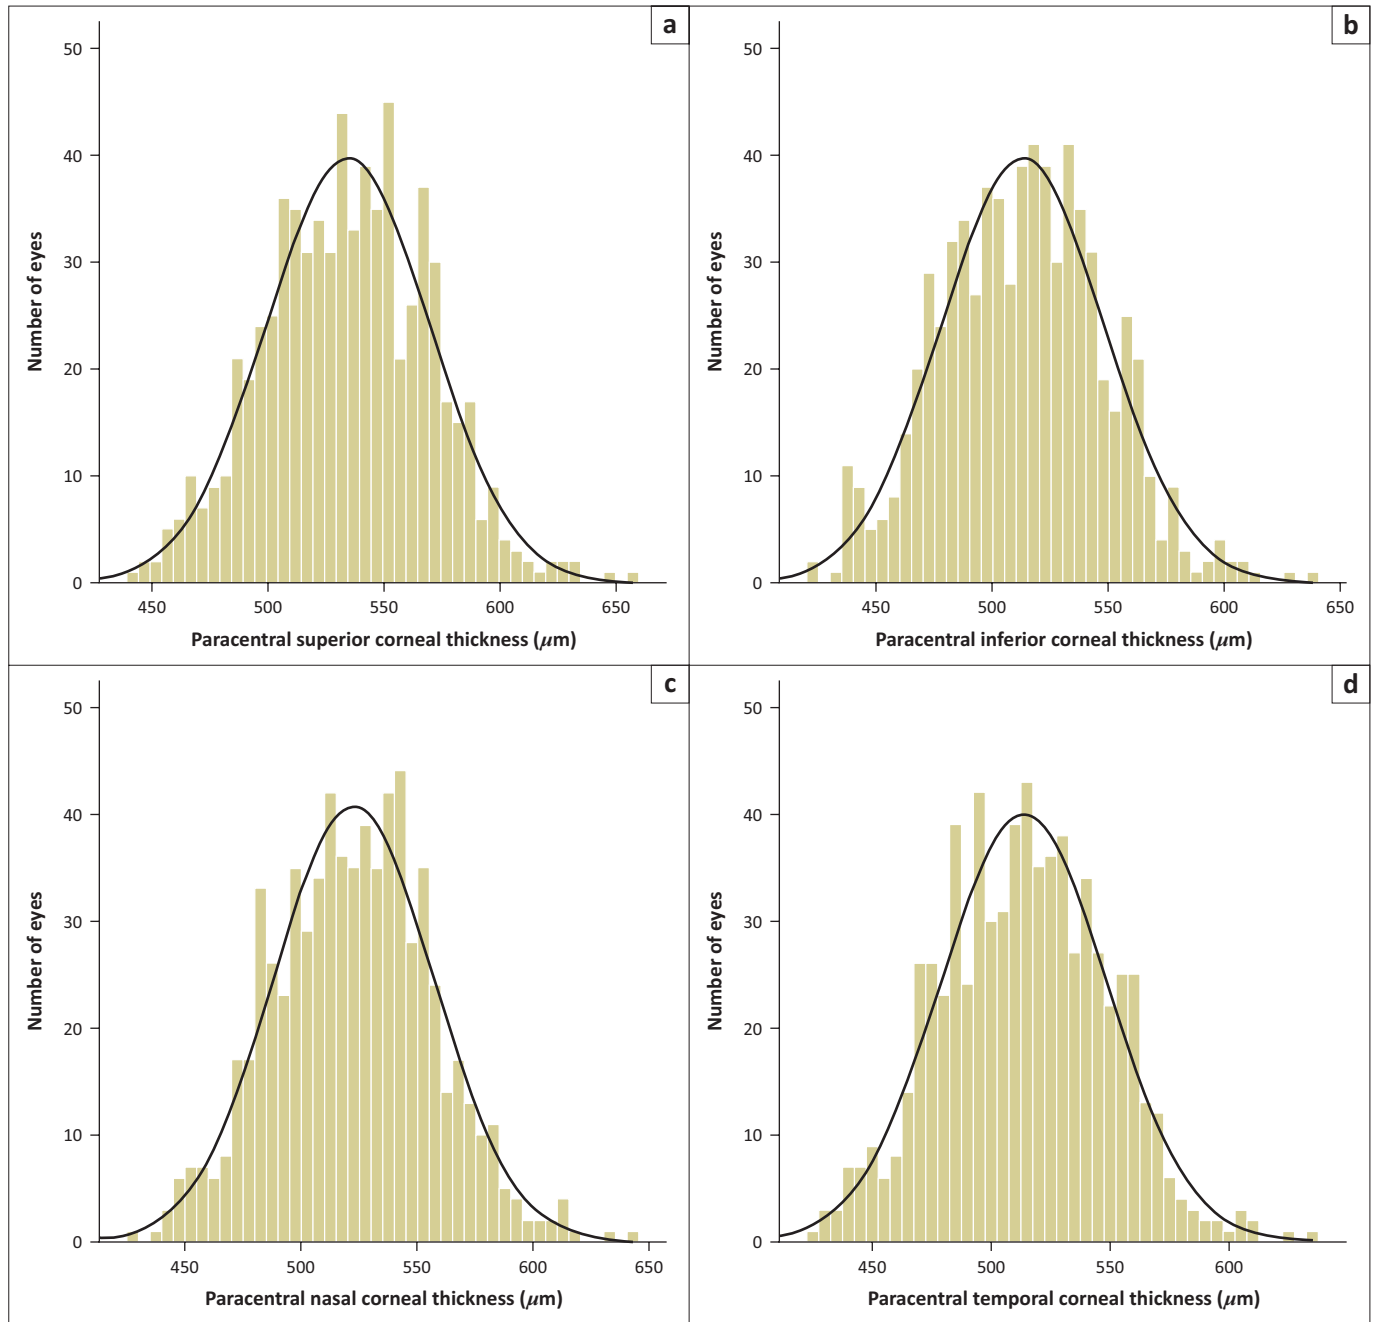 a
50
40
30
20
10
0
Number of eyes
450 500 550 600 650
Paracentral superior corneal thickness (μm)
b
50
40
30
20
10
0
Number of eyes
450 500 550 600 650
Paracentral inferior corneal thickness (μm)
c
50
40
30
20
10
0
Number of eyes
450 500 550 600 650
Paracentral nasal corneal thickness (μm)
d
50
40
30
20
10
0
Number of eyes
450 500 550 600
Paracentral temporal corneal thickness (μm)